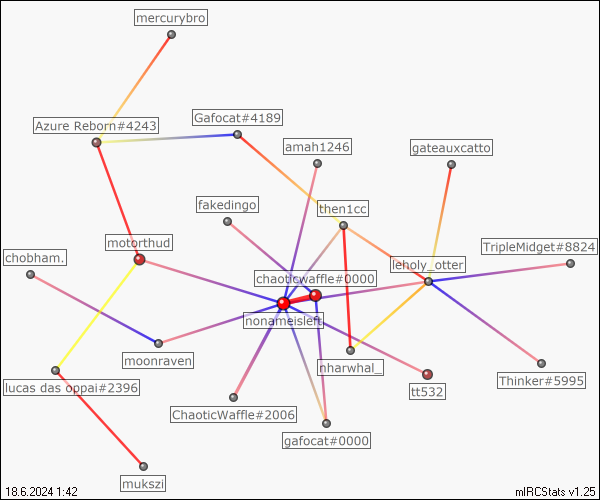 mercurybro
Gafocat#4189
Azure Reborn#4243
amah1246
gateauxcatto
fakedingo
then1cc
motorthud
TripleMidget#8824
chobham.
leholy_otter
chaoticwaffle#0000
nonameisleft
moonraven
nharwhal_
Thinker#5995
lucas das oppai#2396
tt532
ChaoticWaffle#2006
gafocat#0000
mukszi
18.6.2024 1:42
mIRCStats v1.25